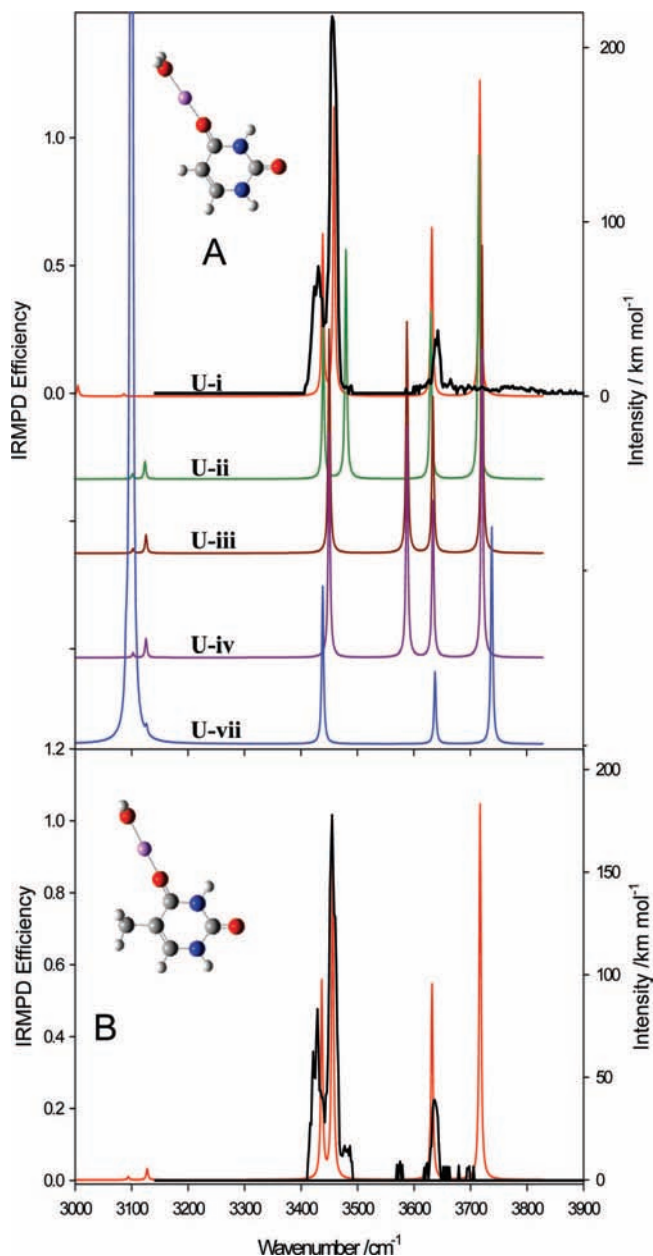 IRMPD Efficiency
1.0
0.5
0.0
A
U-i
U-ii
U-iii
U-iv
U-vii
200
100
0
Intensity / km mol⁻¹
IRMPD Efficiency
1.2
1.0
0.8
0.6
0.4
0.2
0.0
B
200
150
100
50
0
Intensity /km mol⁻¹
3000 3100 3200 3300 3400 3500 3600 3700 3800 3900
Wavenumber /cm⁻¹